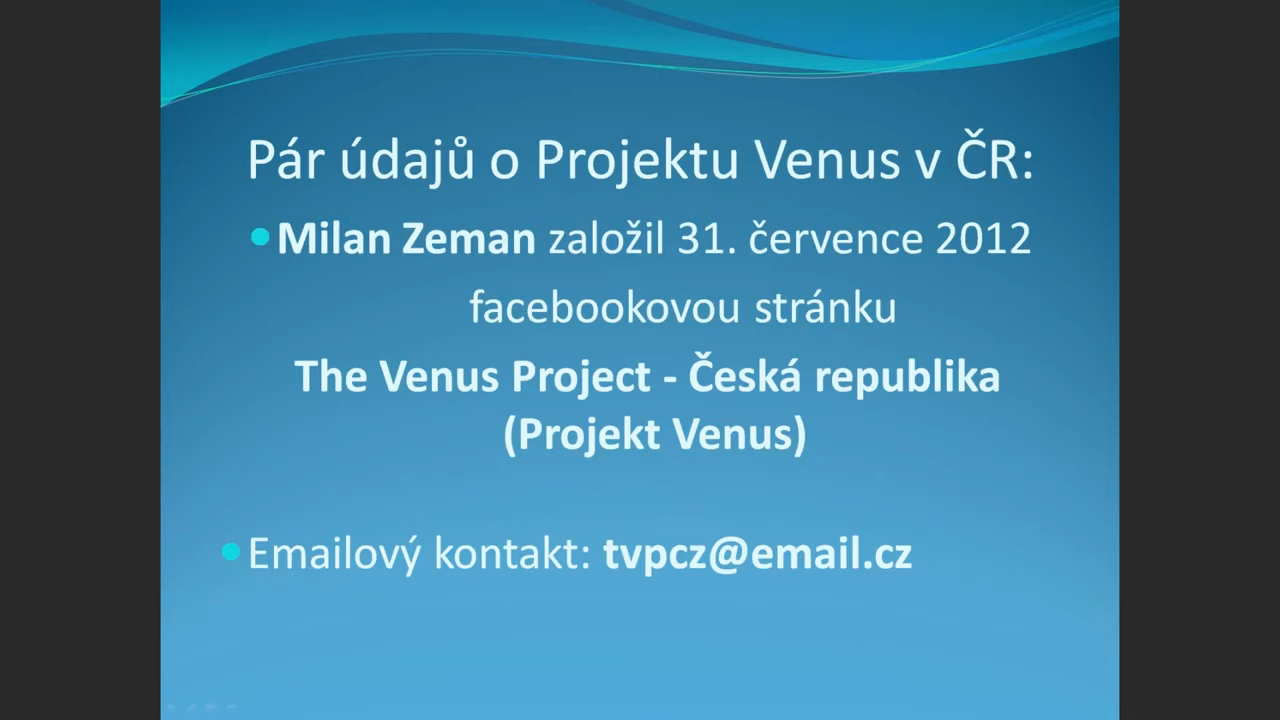 Pár údajů o Projektu Venus v ČR:
Milan Zeman založil 31. července 2012
facebookovou stránku
The Venus Project - Česká republika
(Projekt Venus)
Emailový kontakt: tvpcz@email.cz